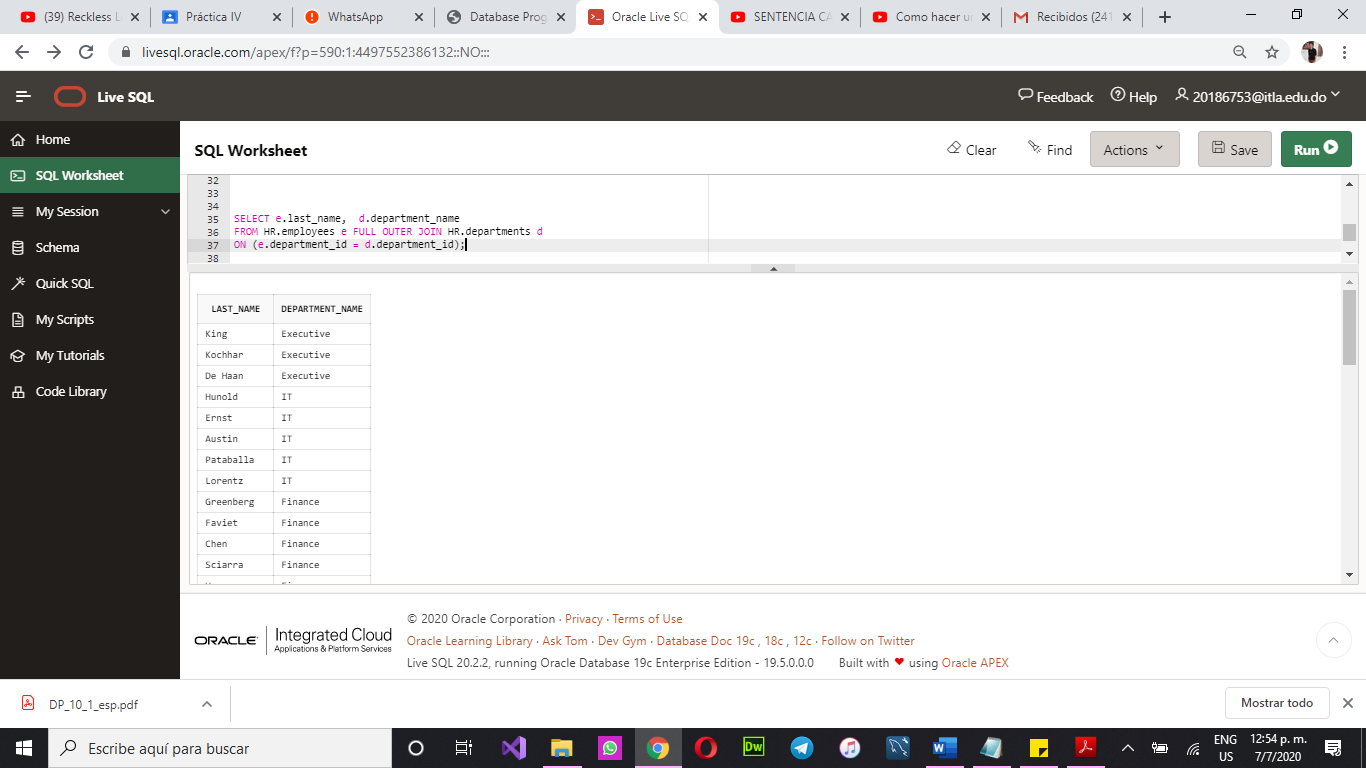 (39) Reckless L
Práctica IV
WhatsApp
Database Prog
Oracle Live SQ
SENTENCIA CA
Como hacer u
Recibidos (241
livesql.oracle.com/apex/f?p=590:1:4497552386132::NO:::
Live SQL
Feedback
Help
20186753@itla.edu.do
Home
SQL Worksheet
My Session
Schema
Quick SQL
My Scripts
My Tutorials
Code Library
SQL Worksheet
Clear
Find
Actions
Save
Run
32
33
34
35 SELECT e.last_name,  d.department_name
36 FROM HR.employees e FULL OUTER JOIN HR.departments d
37 ON (e.department_id = d.department_id);
38
LAST_NAME DEPARTMENT_NAME
King Executive
Kochhar Executive
De Haan Executive
Hunold IT
Ernst IT
Austin IT
Pataballa IT
Lorentz IT
Greenberg Finance
Faviet Finance
Chen Finance
Sciarra Finance
ORACLE Integrated Cloud
Applications & Platform Services
© 2020 Oracle Corporation · Privacy · Terms of Use
Oracle Learning Library · Ask Tom · Dev Gym · Database Doc 19c , 18c , 12c · Follow on Twitter
Live SQL 20.2.2, running Oracle Database 19c Enterprise Edition - 19.5.0.0.0 Built with ❤ using Oracle APEX
DP_10_1_esp.pdf
Mostrar todo
Escribe aquí para buscar
Dw
ENG
US
12:54 p. m.
7/7/2020